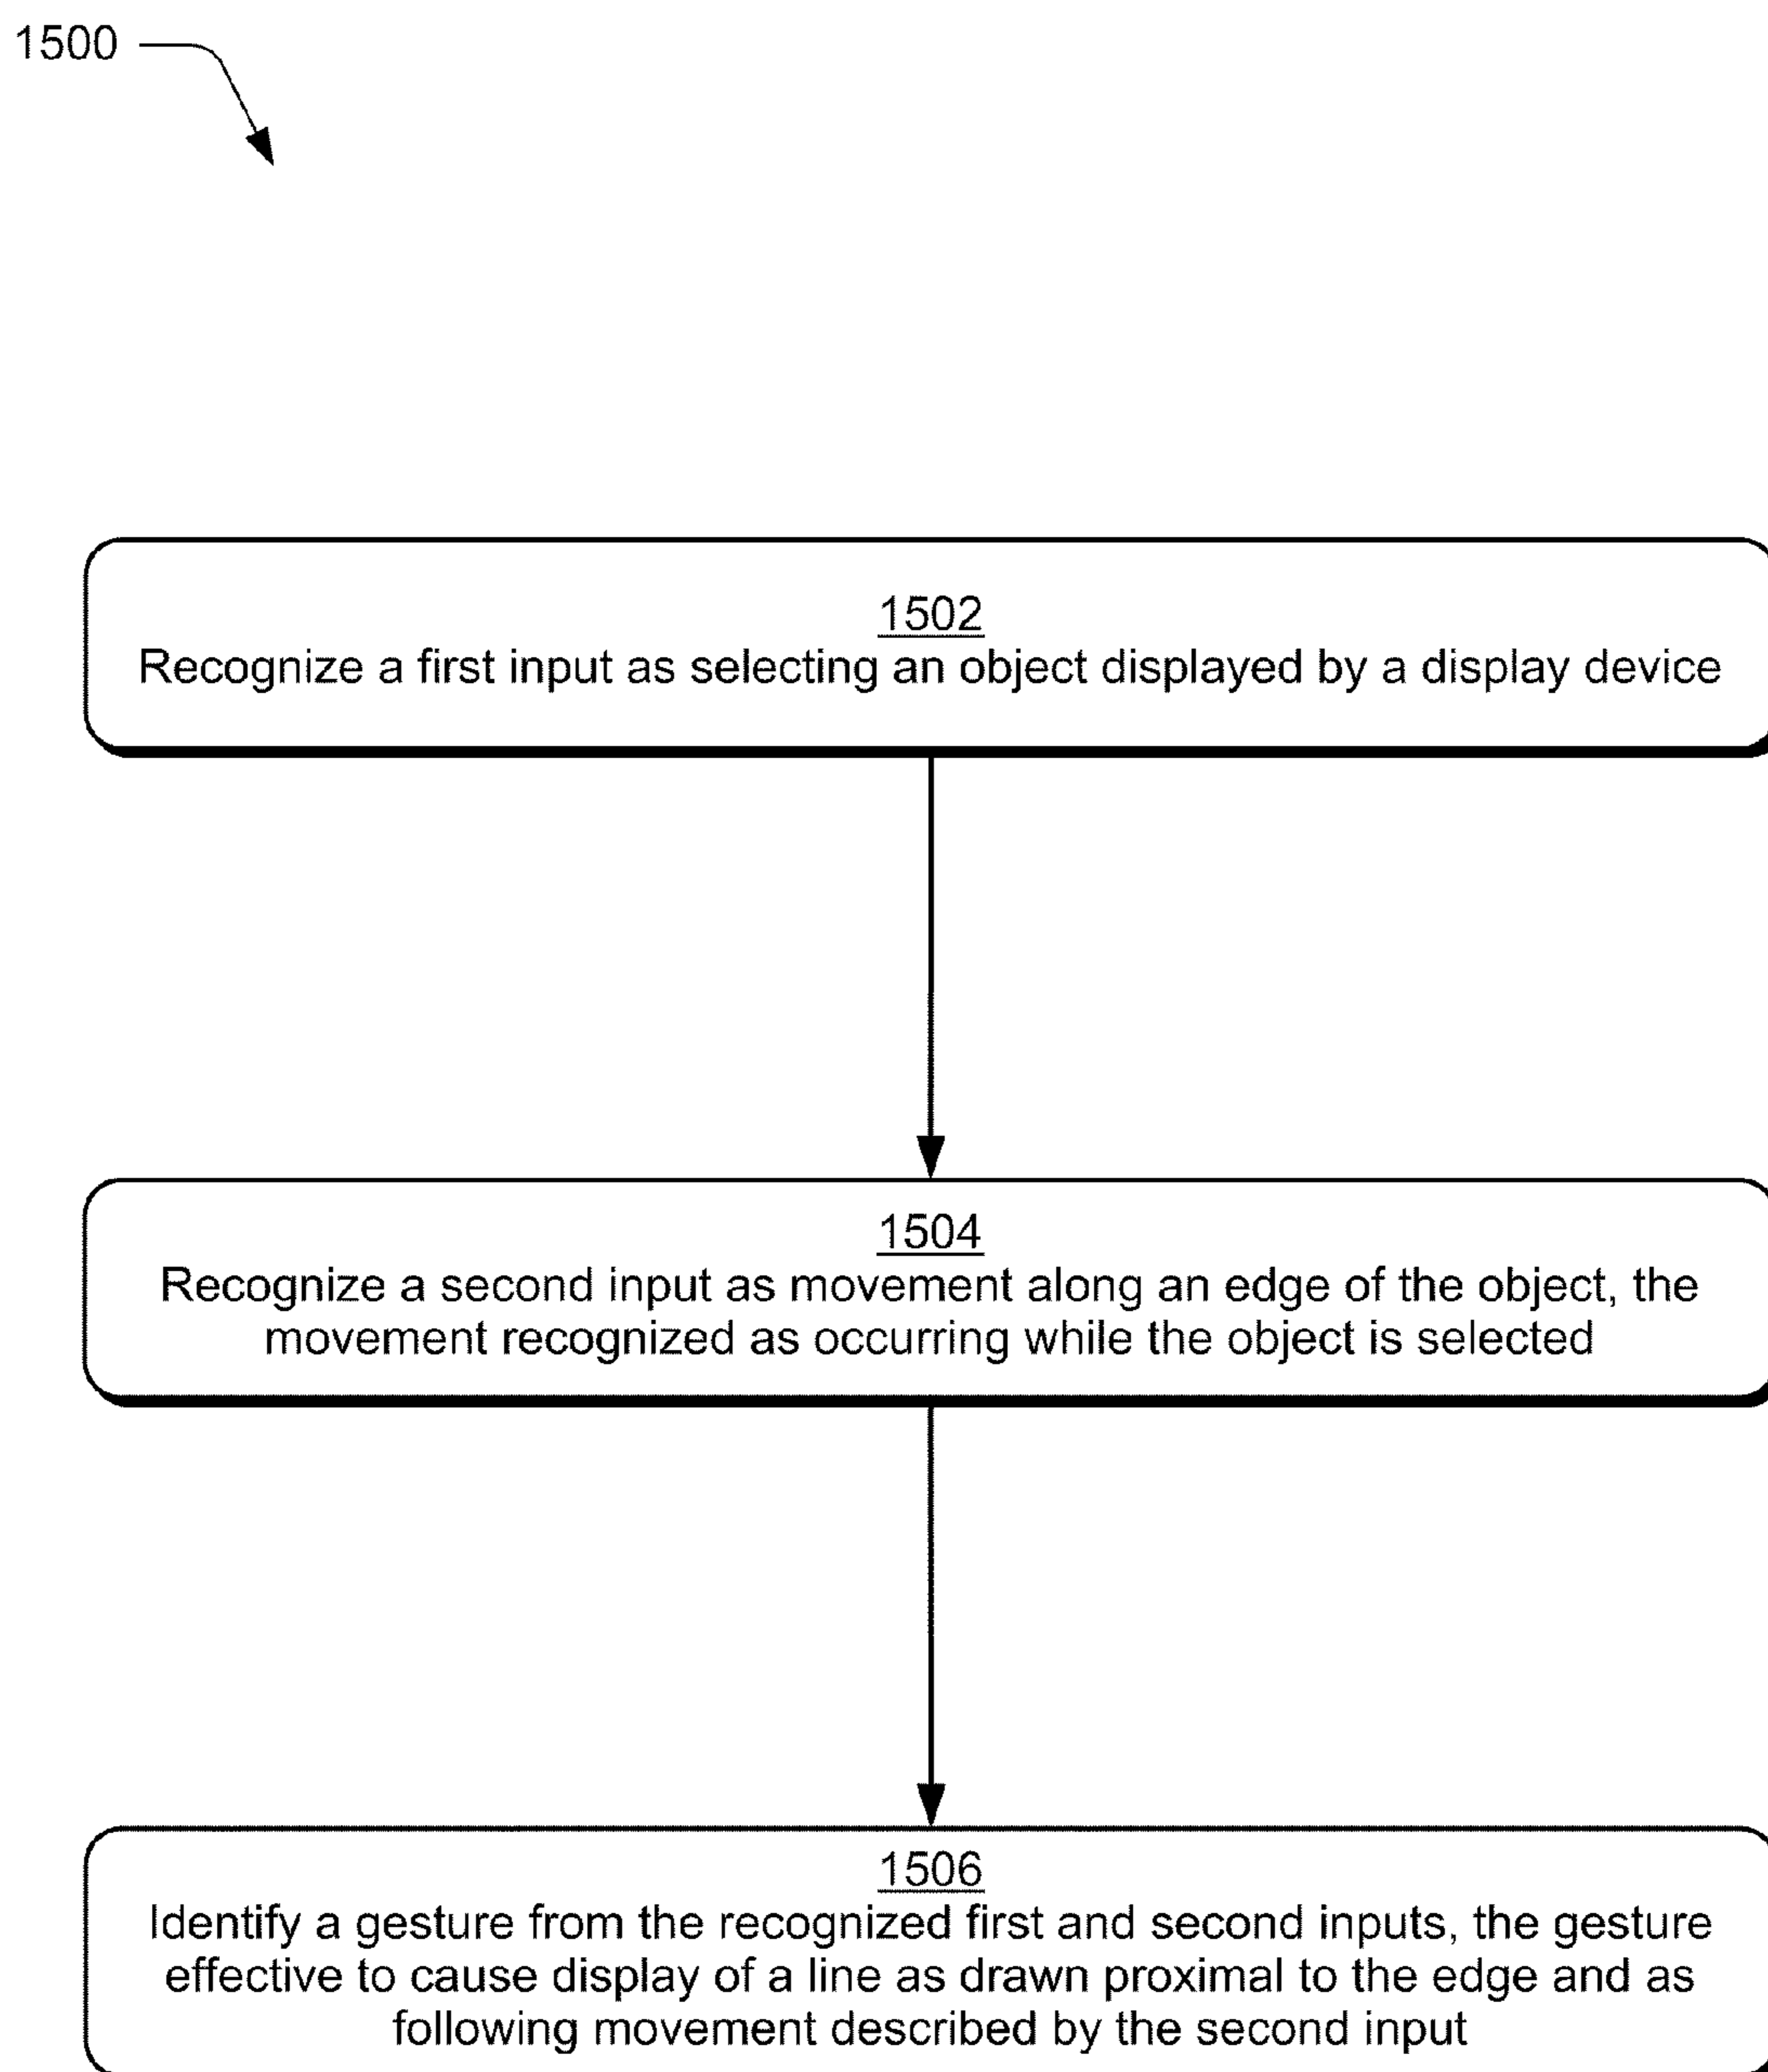 1500
1502
Recognize a first input as selecting an object displayed by a display device
1504
Recognize a second input as movement along an edge of the object, the
movement recognized as occurring while the object is selected
1506
Identify a gesture from the recognized first and second inputs, the gesture
effective to cause display of a line as drawn proximal to the edge and as
following movement described by the second input